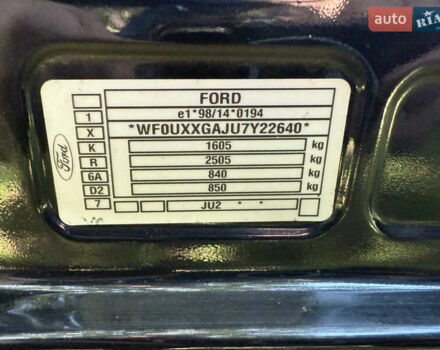 auto RIA
FORD
1 e1*98/14*0194
X *WF0UXXGAJU7Y22640*
K 1605 kg
R 2505 kg
6A 840 kg
D2 850 kg
7 JU2 * *
Ford